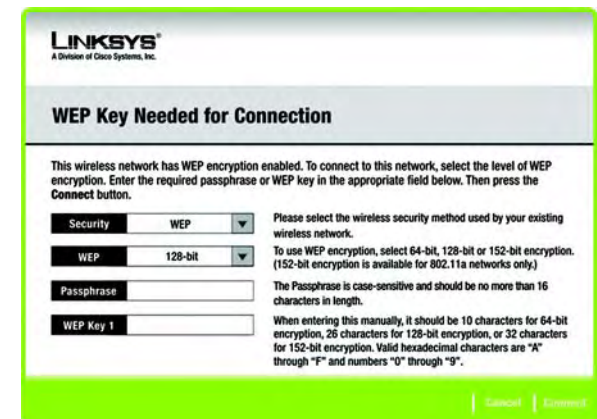 LINKSYS®
A Division of Cisco Systems, Inc.
WEP Key Needed for Connection
This wireless network has WEP encryption enabled. To connect to this network, select the level of WEP
encryption. Enter the required passphrase or WEP key in the appropriate field below. Then press the
Connect button.
Security WEP
Please select the wireless security method used by your existing
wireless network.
WEP 128-bit
To use WEP encryption, select 64-bit, 128-bit or 152-bit encryption.
(152-bit encryption is available for 802.11a networks only.)
Passphrase
The Passphrase is case-sensitive and should be no more than 16
characters in length.
WEP Key 1
When entering this manually, it should be 10 characters for 64-bit
encryption, 26 characters for 128-bit encryption, or 32 characters
for 152-bit encryption. Valid hexadecimal characters are "A"
through "F" and numbers "0" through "9".
Cancel Connect